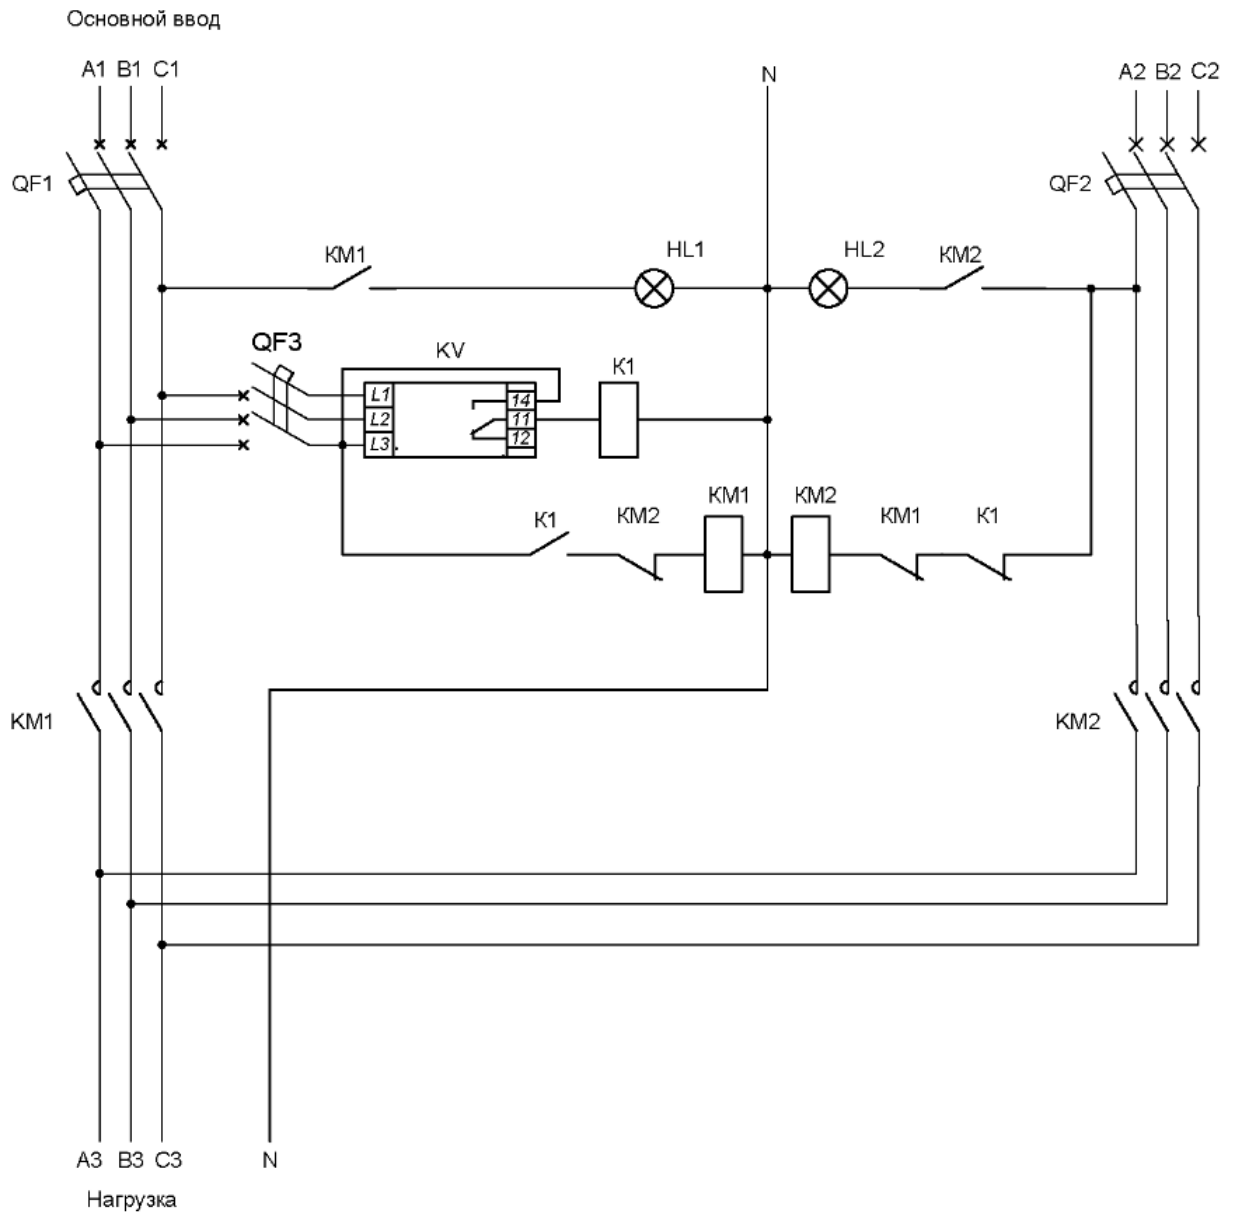 Основной ввод
A1 B1 C1
N
A2 B2 C2
QF1
QF2
KM1
HL1
HL2
KM2
QF3
KV
K1
L1
14
L2
11
L3
12
KM1
KM2
K1
KM2
KM1
K1
KM1
KM2
A3 B3 C3
N
Нагрузка